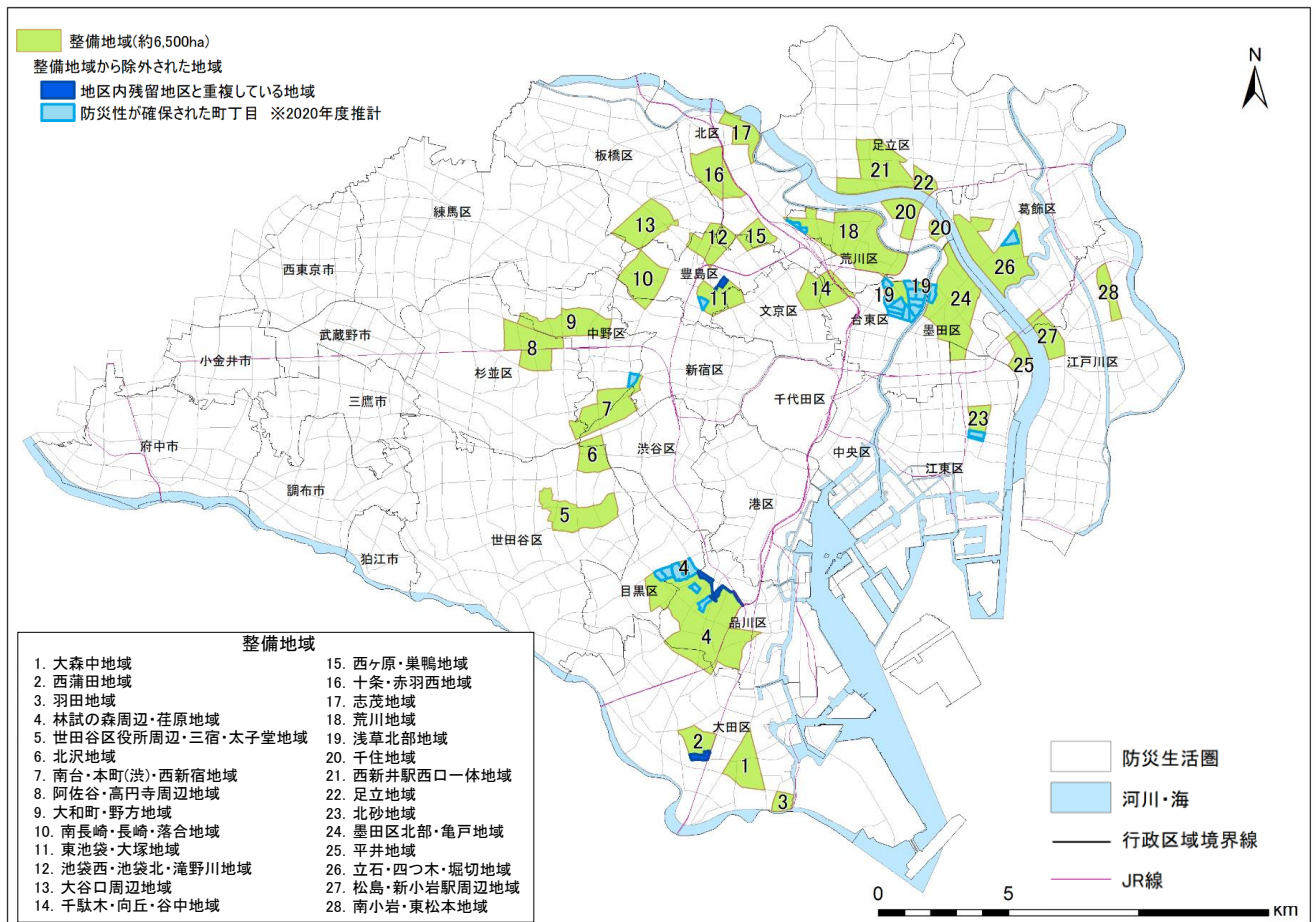 整備地域(約6,500ha)
整備地域から除外された地域
地区内残留地区と重複している地域
防災性が確保された町丁目 ※2020年度推計
N
北区
17
足立区
板橋区
21
16
22
練馬区
20
葛飾区
13
12
15
18
20
荒川区
西東京市
10
豊島区
26
11
14
19
19
24
28
文京区
台東区
9
中野区
墨田区
27
武蔵野市
8
25
江戸川区
小金井市
杉並区
新宿区
三鷹市
千代田区
7
23
府中市
6
渋谷区
中央区
江東区
調布市
港区
5
世田谷区
狛江市
4
目黒区
品川区
4
大田区
2
1
3
整備地域
1. 大森中地域
2. 西蒲田地域
3. 羽田地域
4. 林試の森周辺・荏原地域
5. 世田谷区役所周辺・三宿・太子堂地域
6. 北沢地域
7. 南台・本町(渋)・西新宿地域
8. 阿佐谷・高円寺周辺地域
9. 大和町・野方地域
10. 南長崎・長崎・落合地域
11. 東池袋・大塚地域
12. 池袋西・池袋北・滝野川地域
13. 大谷口周辺地域
14. 千駄木・向丘・谷中地域
15. 西ヶ原・巣鴨地域
16. 十条・赤羽西地域
17. 志茂地域
18. 荒川地域
19. 浅草北部地域
20. 千住地域
21. 西新井駅西口一体地域
22. 足立地域
23. 北砂地域
24. 墨田区北部・亀戸地域
25. 平井地域
26. 立石・四つ木・堀切地域
27. 松島・新小岩駅周辺地域
28. 南小岩・東松本地域
防災生活圏
河川・海
行政区域境界線
JR線
0 5
km